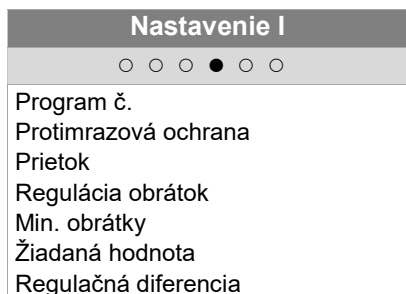 Nastavenie I
Program č.
Protimrazová ochrana
Prietok
Regulácia obrátok
Min. obrátky
Žiadaná hodnota
Regulačná diferencia